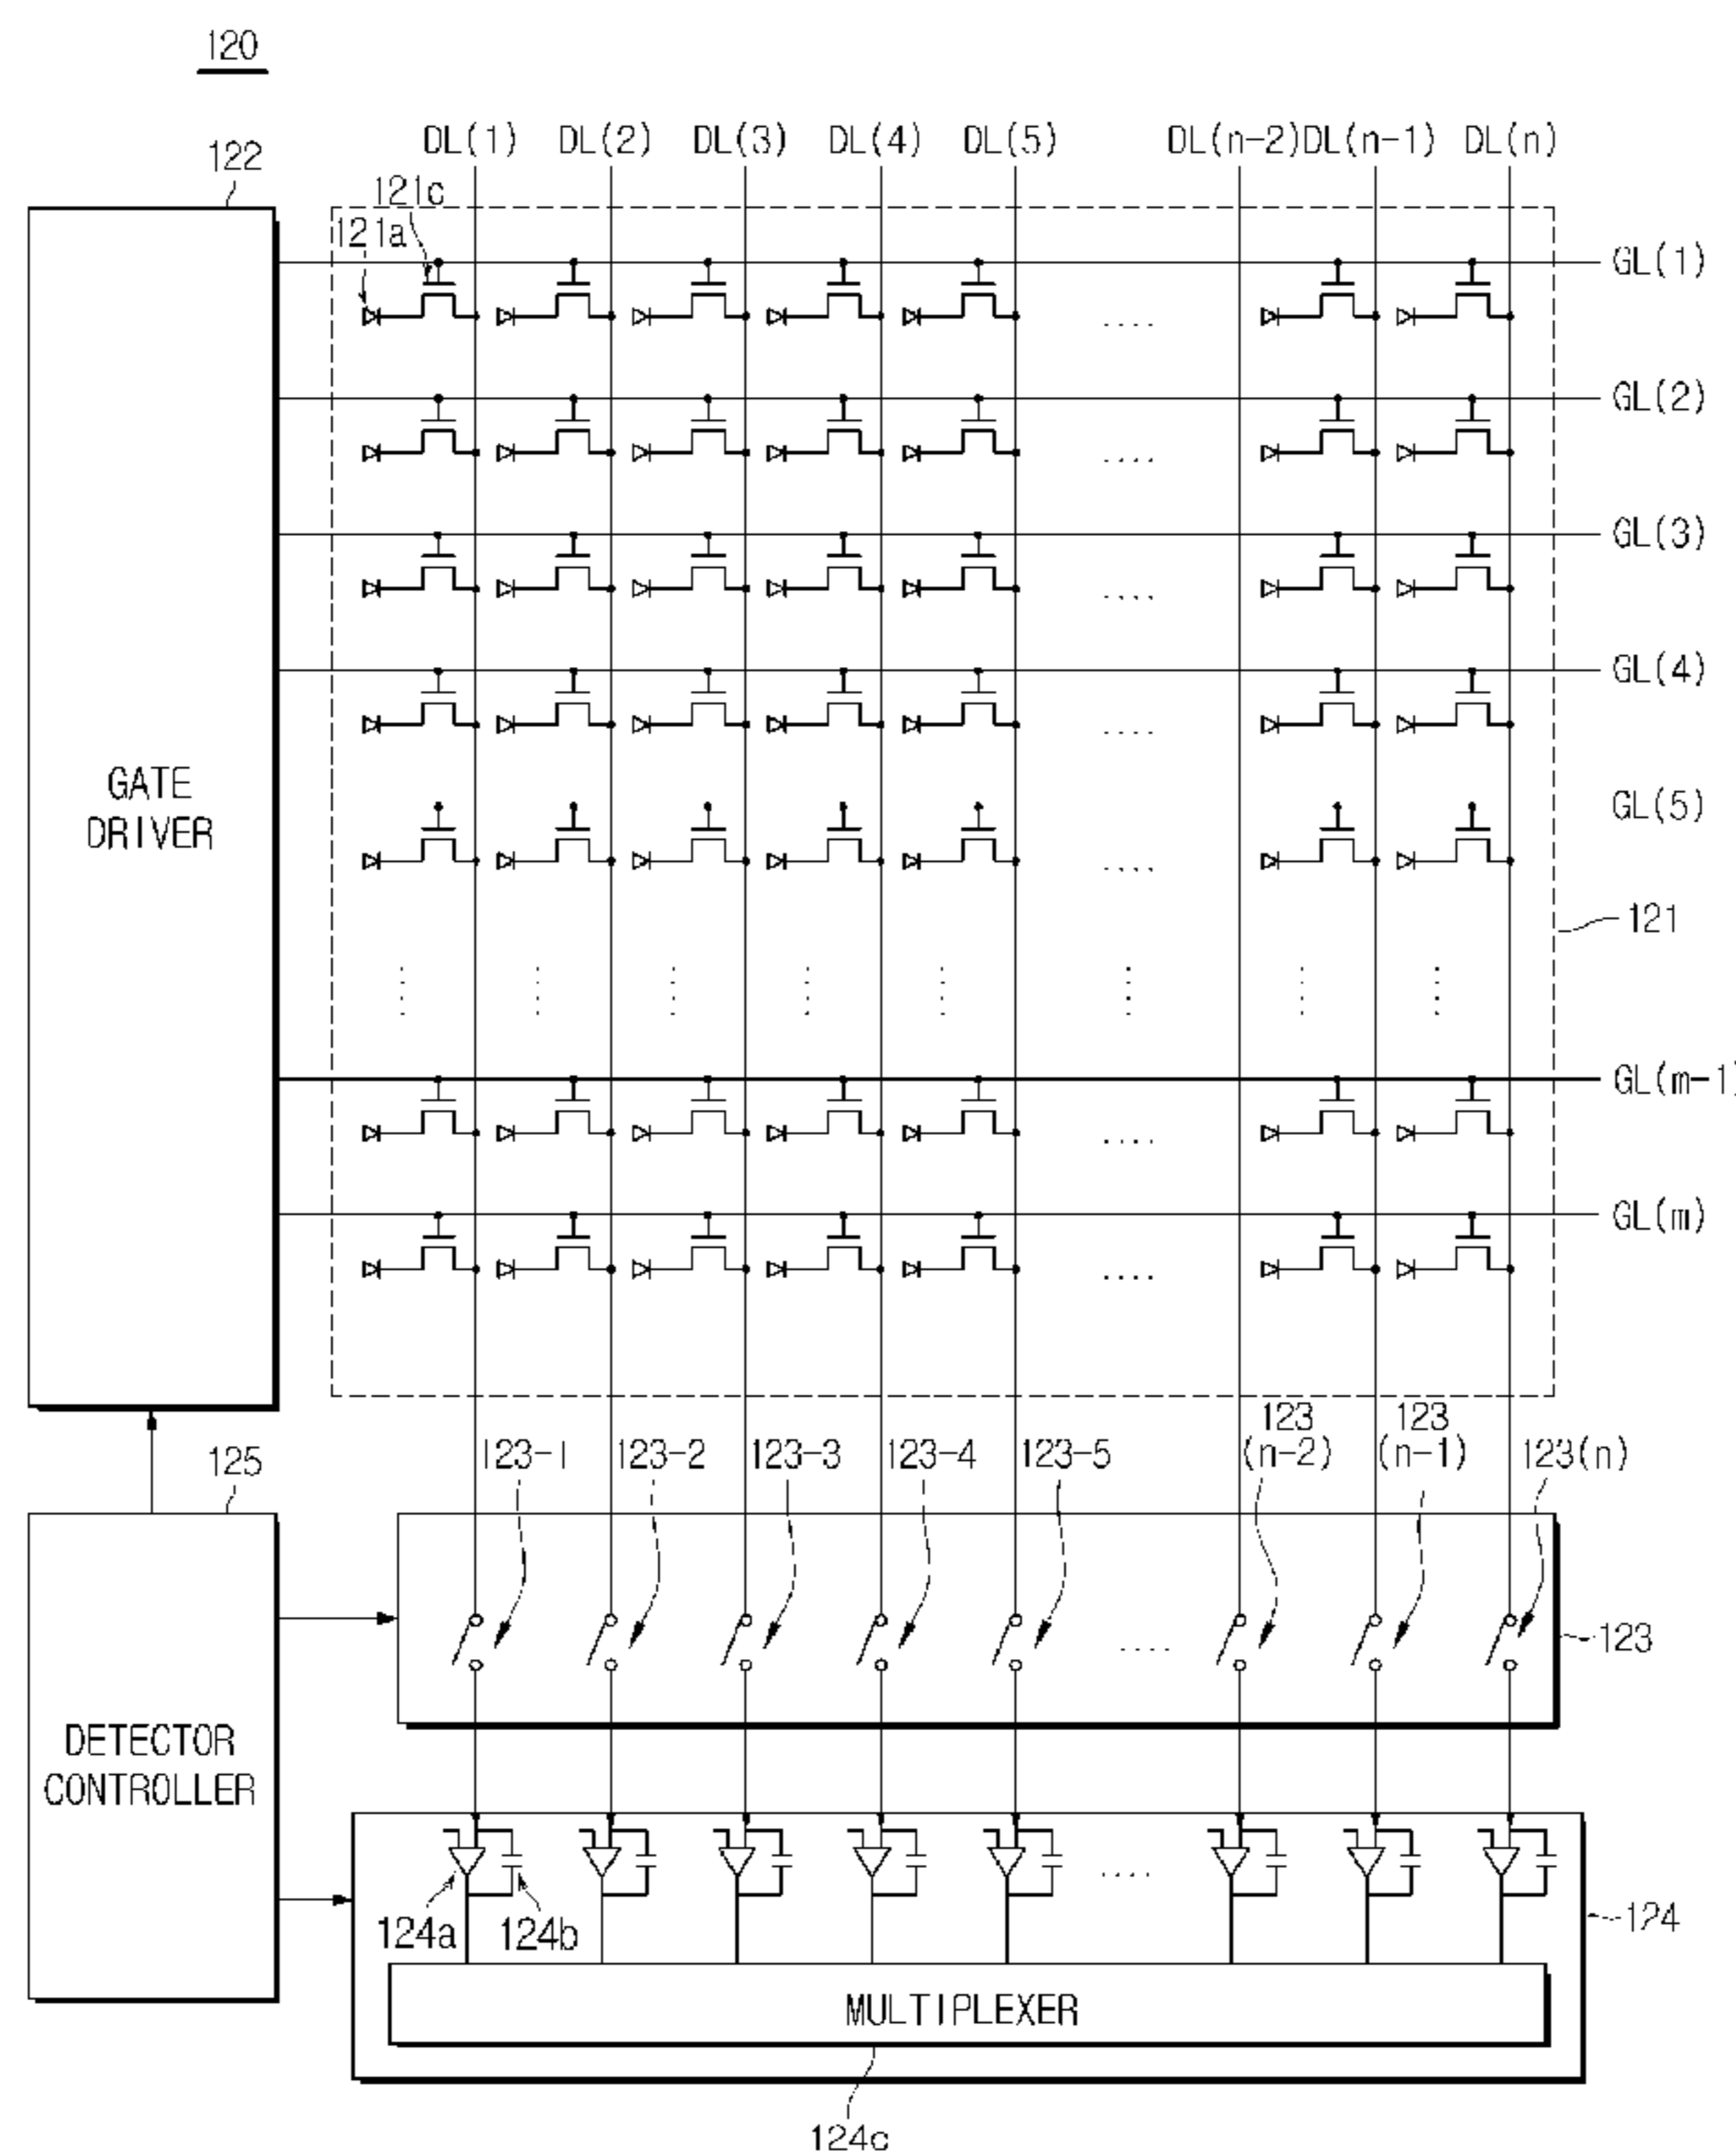 120
DL(1) DL(2) DL(3) DL(4) DL(5) DL(n-2) DL(n-1) DL(n)
122
121c
121a
GL(1)
GL(2)
GL(3)
GL(4)
GATE
DRIVER
GL(5)
121
GL(m-1)
GL(m)
125
123-1 123-2 123-3 123-4 123-5 123
(n-2) 123
(n-1) 123(n)
123
DETECTOR
CONTROLLER
124a 124b
124
MULTIPLEXER
124c